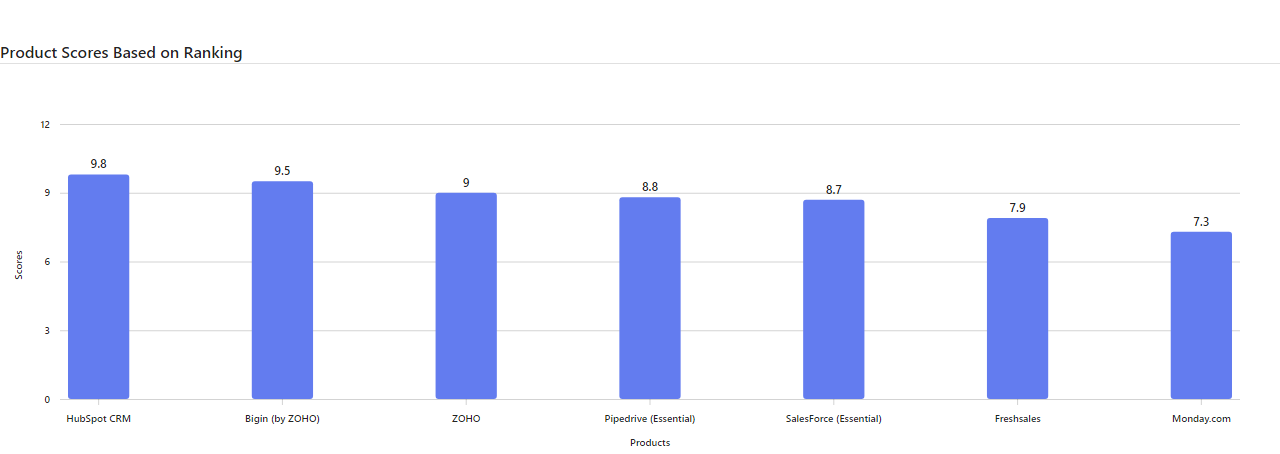 Product Scores Based on Ranking
12
9
6
3
0
Scores
9.8
9.5
9
8.8
8.7
7.9
7.3
HubSpot CRM
Bigin (by ZOHO)
ZOHO
Pipedrive (Essential)
SalesForce (Essential)
Freshsales
Monday.com
Products